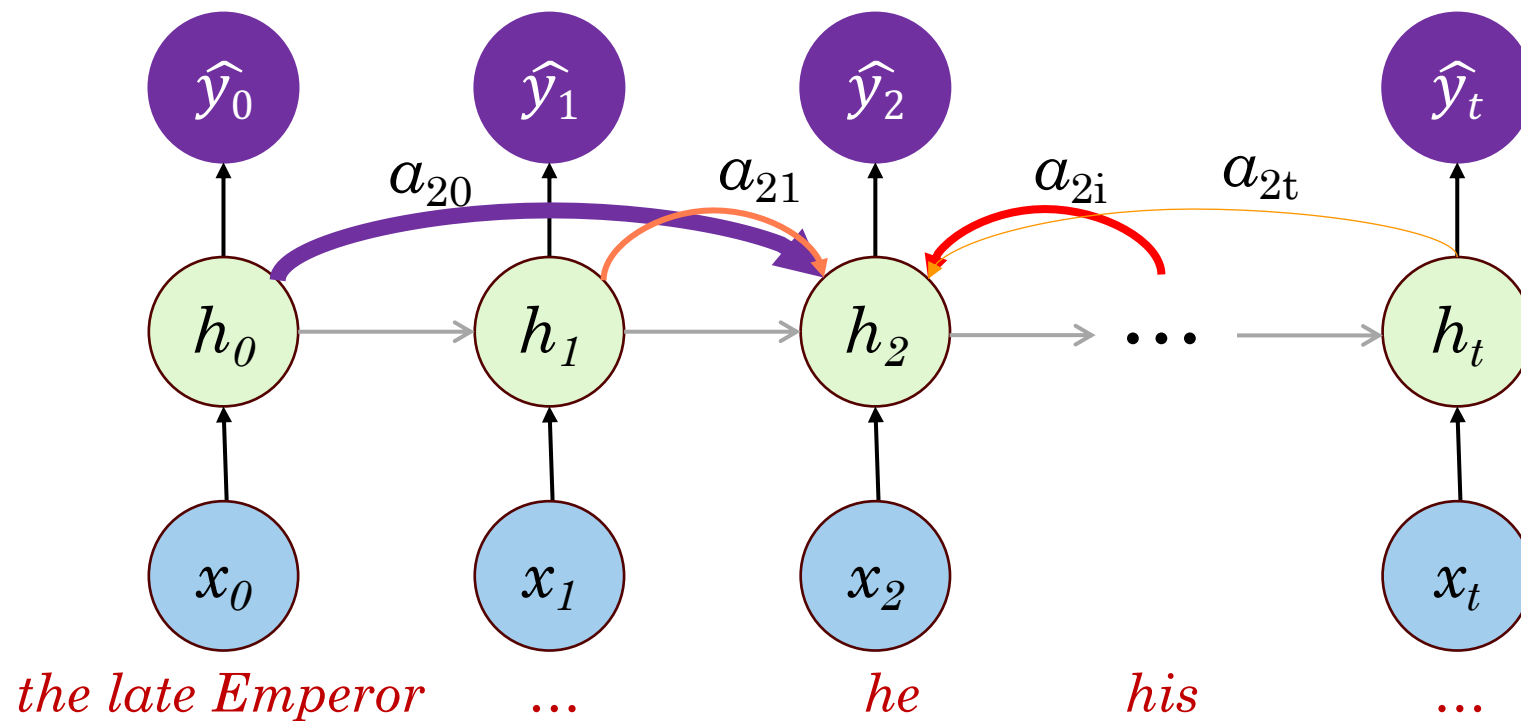 ŷ0 ŷ1 ŷ2 ŷt
a20 a21 a2i a2t
h0 h1 h2 ... ht
x0 x1 x2 xt
the late Emperor ... he his ...